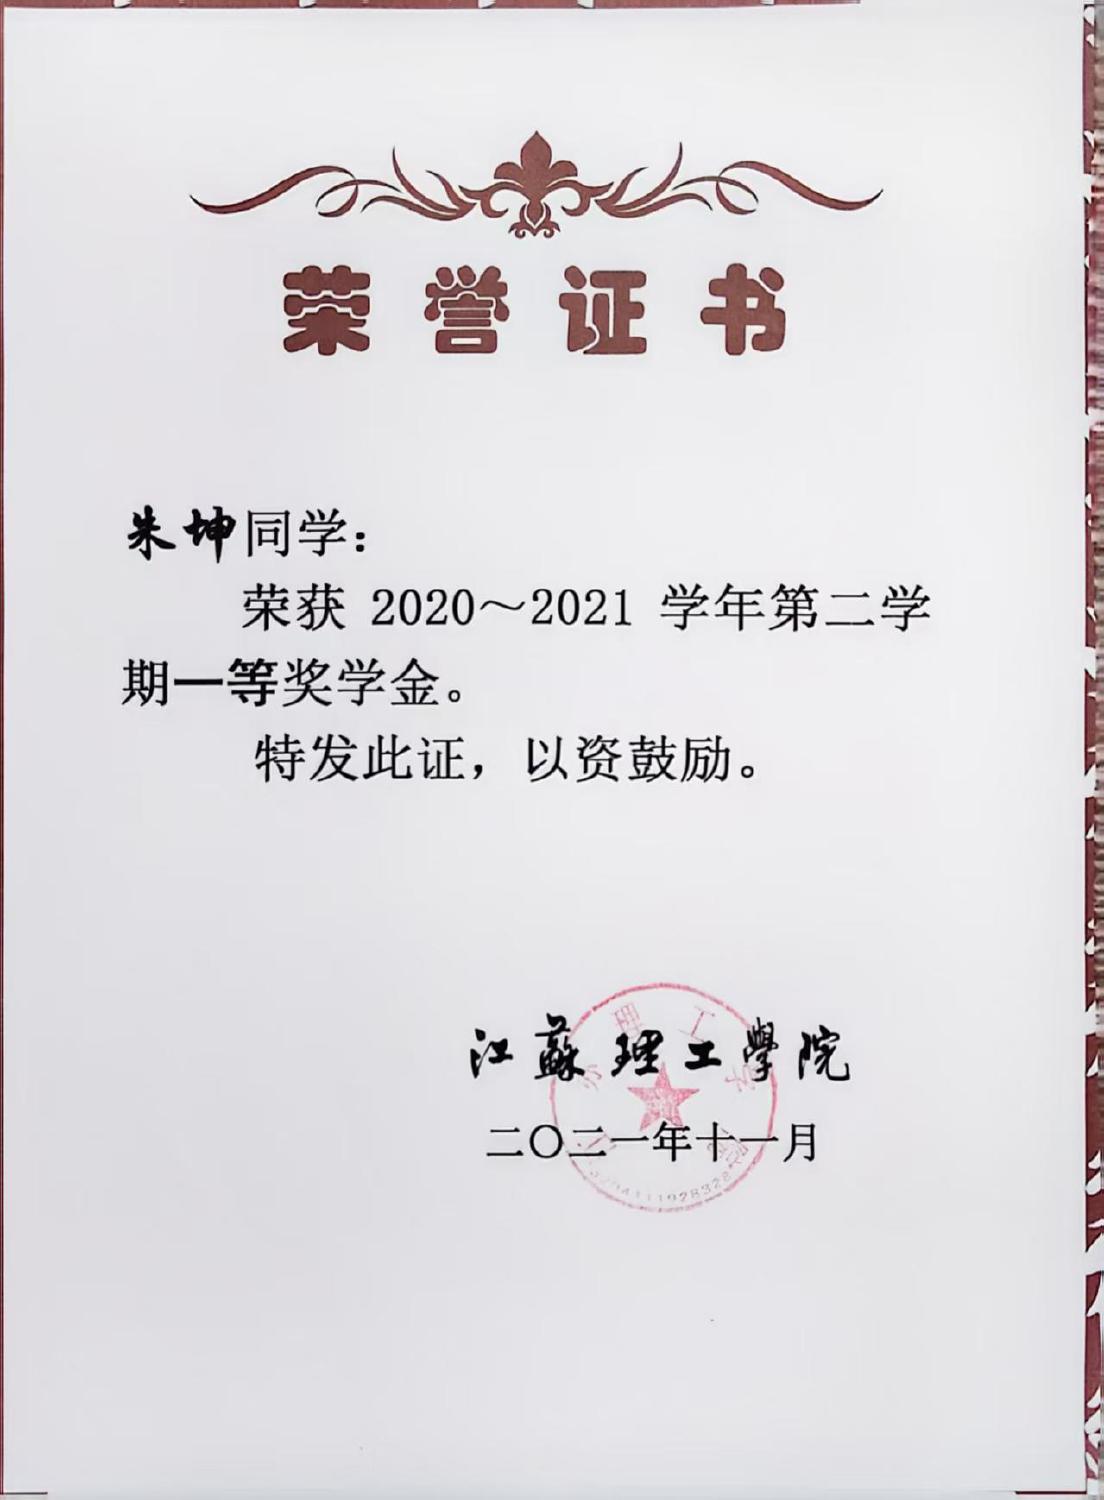 荣誉证书
朱坤同学：
荣获 2020～2021 学年第二学
期一等奖学金。
特发此证，以资鼓励。
江蘇理工學院
二〇二一年十一月